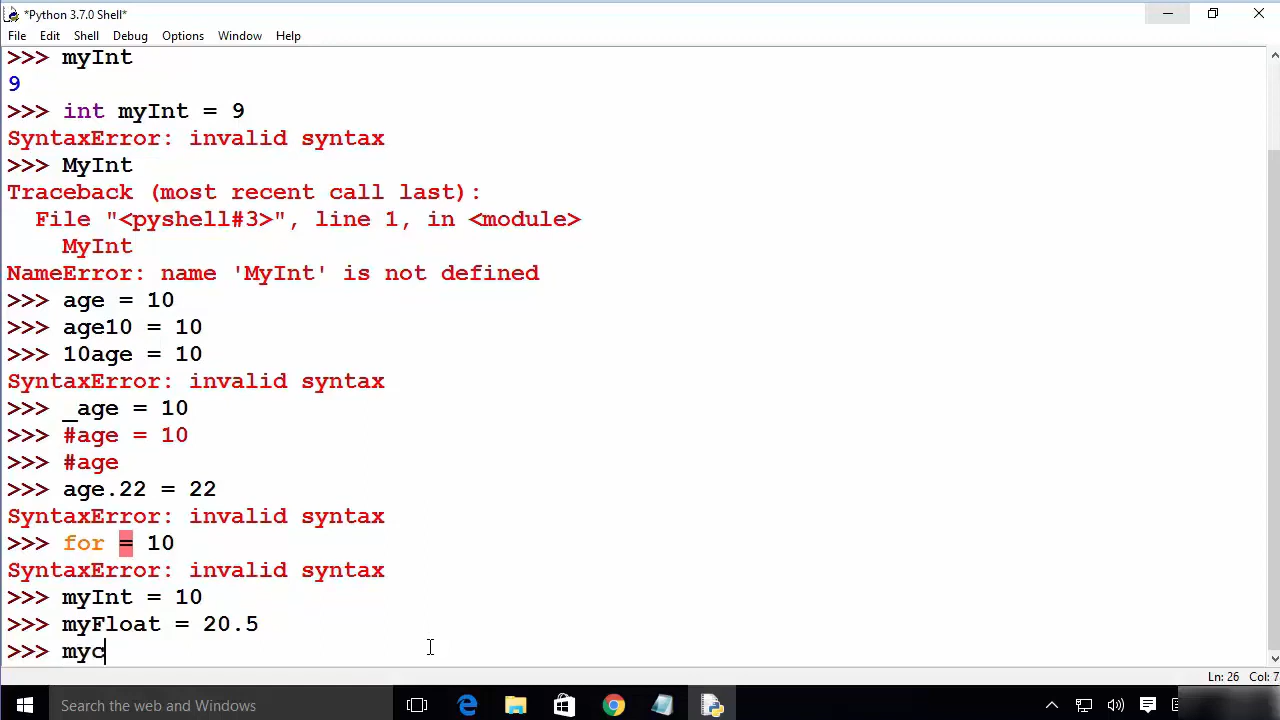 *Python 3.7.0 Shell*
File Edit Shell Debug Options Window Help
>>> myInt
9
>>> int myInt = 9
SyntaxError: invalid syntax
>>> MyInt
Traceback (most recent call last):
  File "<pyshell#3>", line 1, in <module>
    MyInt
NameError: name 'MyInt' is not defined
>>> age = 10
>>> age10 = 10
>>> 10age = 10
SyntaxError: invalid syntax
>>> _age = 10
>>> #age = 10
>>> #age
>>> age.22 = 22
SyntaxError: invalid syntax
>>> for = 10
SyntaxError: invalid syntax
>>> myInt = 10
>>> myFloat = 20.5
>>> myc
Ln: 26 Col: 7
Search the web and Windows